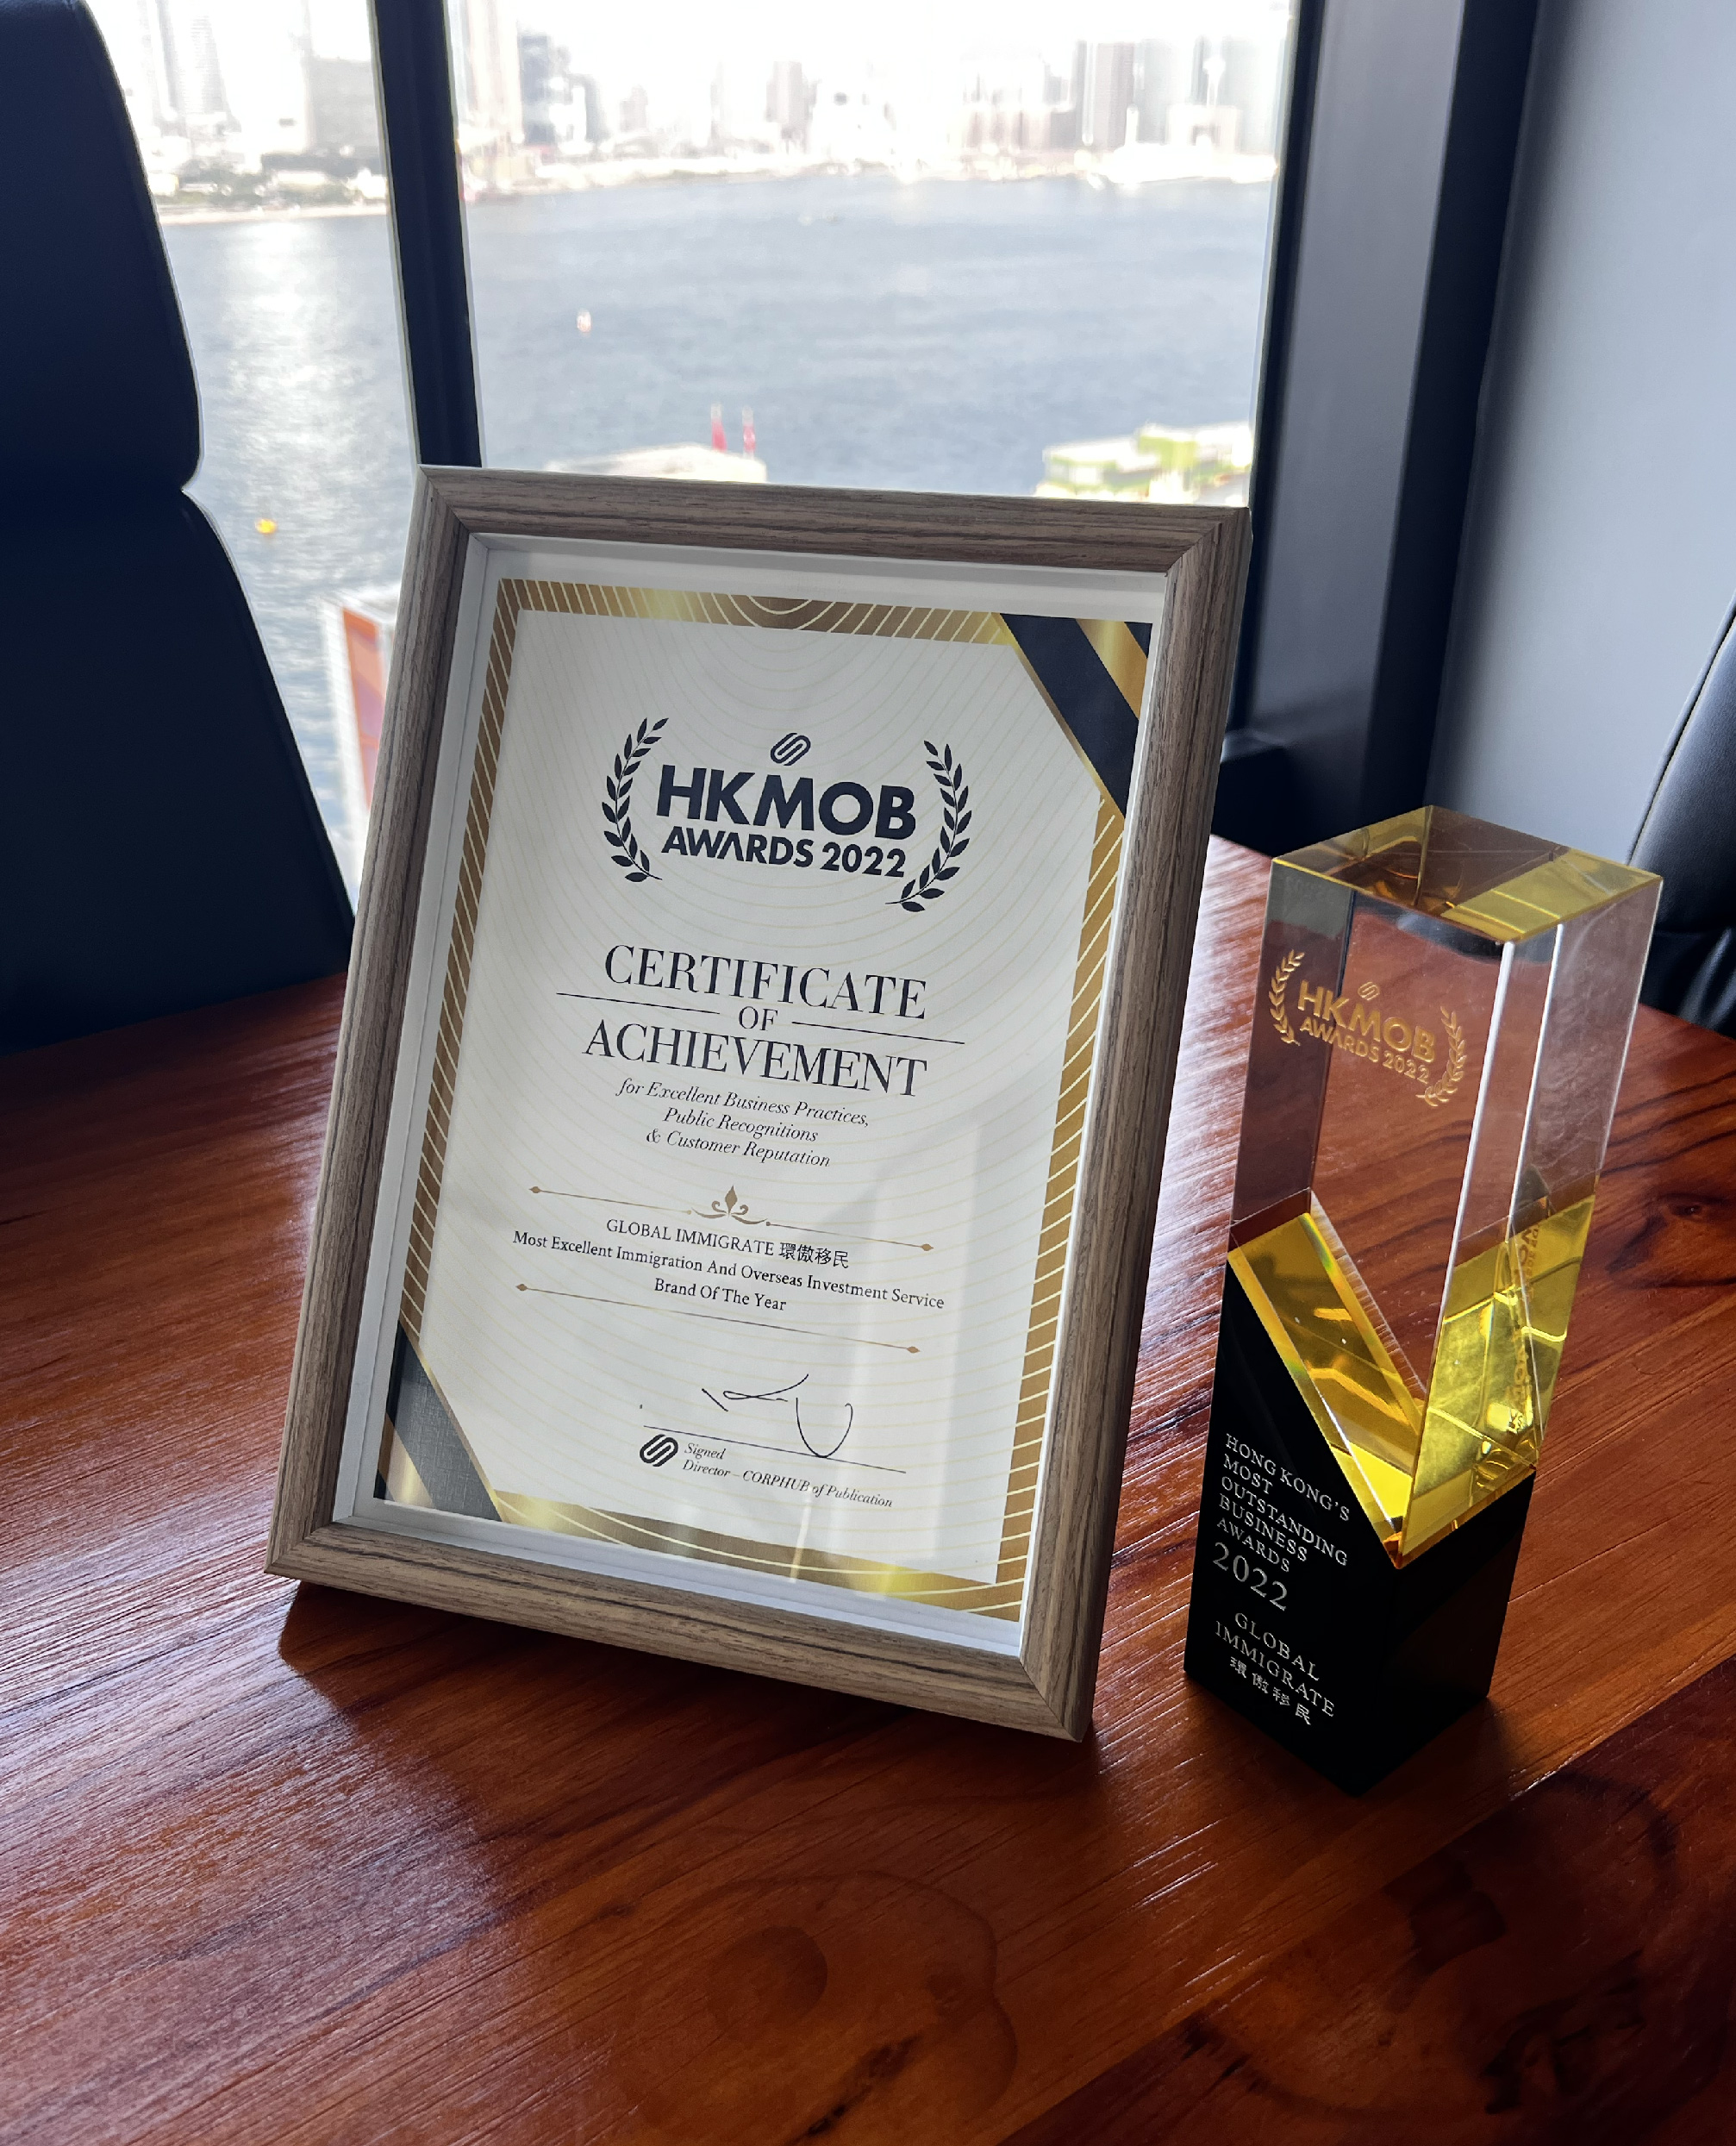 HKMOB
AWARDS 2022
CERTIFICATE
OF
ACHIEVEMENT
for Excellent Business Practices,
Public Recognitions
& Customer Reputation
GLOBAL IMMIGRATE 環傲移民
Most Excellent Immigration And Overseas Investment Service
Brand Of The Year
Signed
Director – CORPHUB of Publication
HKMOB
AWARDS 2022
HONG KONG'S
MOST
OUTSTANDING
BUSINESS
AWARDS
2022
GLOBAL
IMMIGRATE
環傲移民